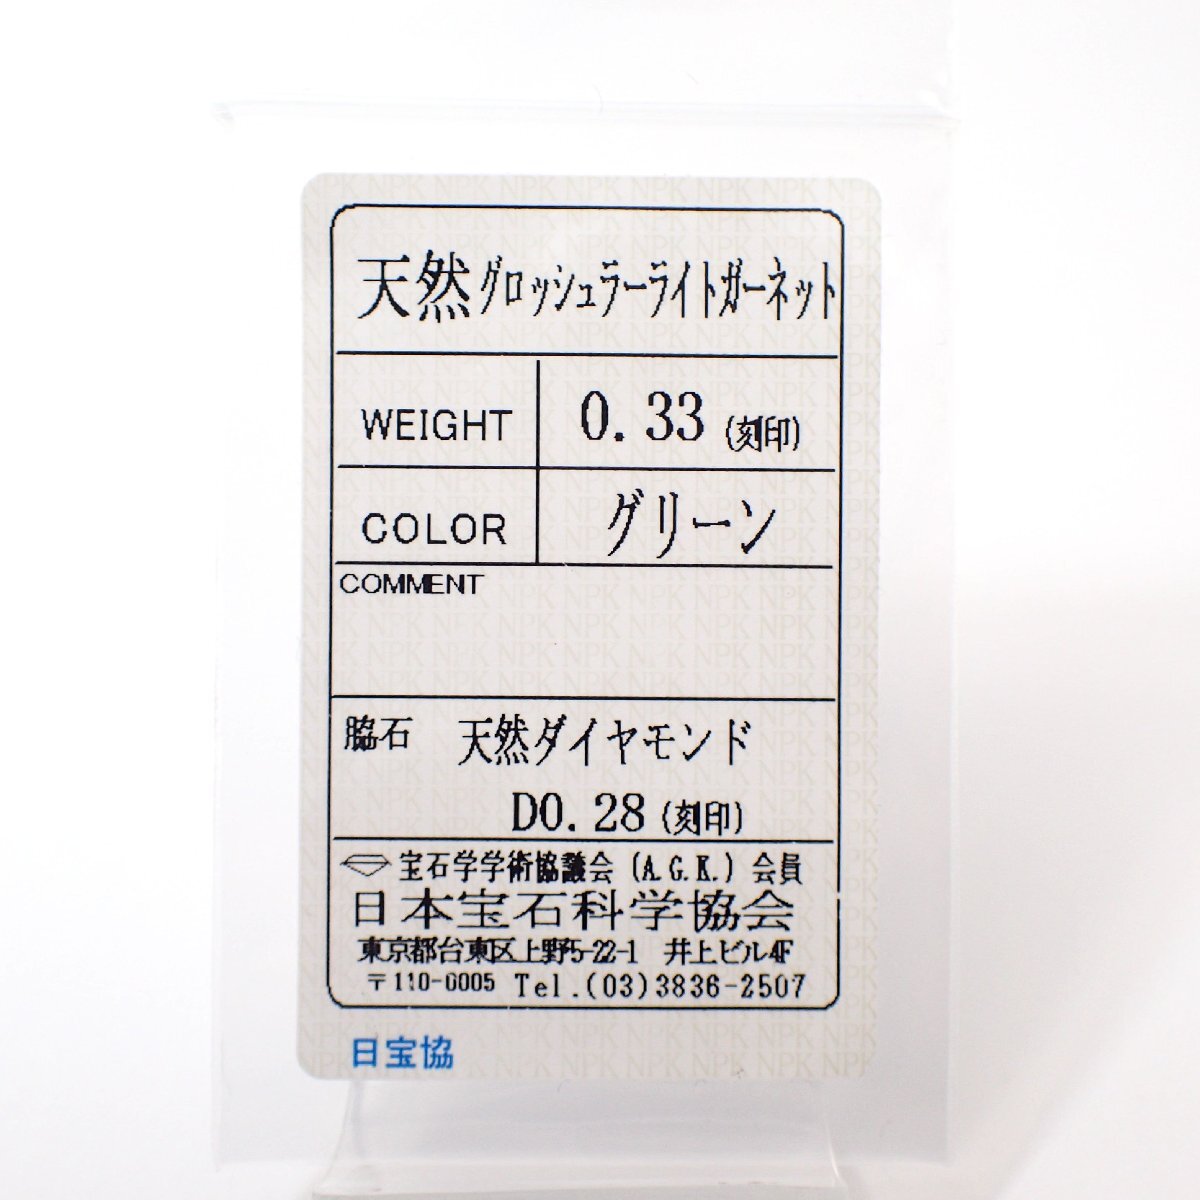 天然グロッシュラーライトガーネット
WEIGHT 0.33 (刻印)
COLOR グリーン
COMMENT
脇石 天然ダイヤモンド
D0.28 (刻印)
宝石学学術協議会 (A.G.K.) 会員
日本宝石科学協会
東京都台東区上野5-22-1 井上ビル4F
〒110-0005 Tel.(03)3836-2507
日宝協